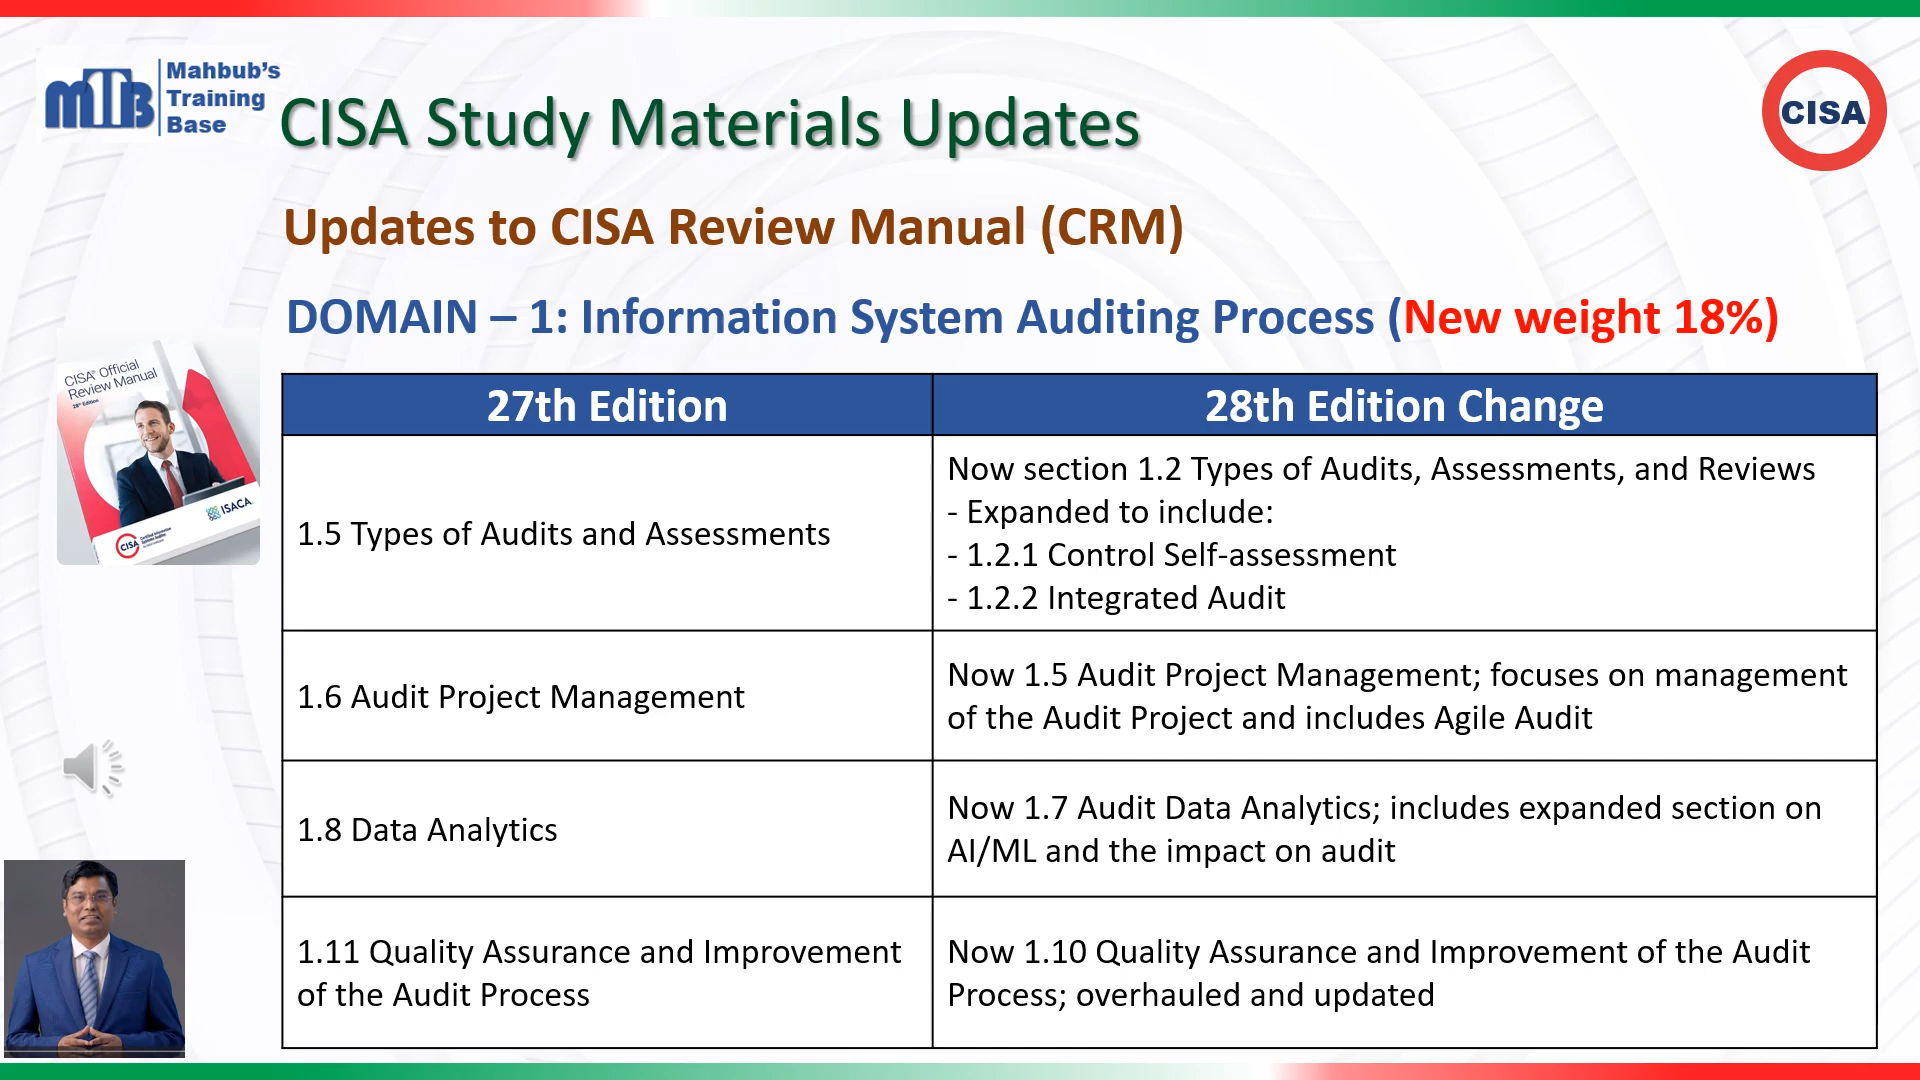 Mahbub's
Training
Base
mTB
CISA Study Materials Updates
CISA
Updates to CISA Review Manual (CRM)
DOMAIN – 1: Information System Auditing Process (New weight 18%)
CISA® Official
Review Manual
28th Edition
ISACA
CISA
27th Edition
28th Edition Change
1.5 Types of Audits and Assessments
Now section 1.2 Types of Audits, Assessments, and Reviews
- Expanded to include:
- 1.2.1 Control Self-assessment
- 1.2.2 Integrated Audit
1.6 Audit Project Management
Now 1.5 Audit Project Management; focuses on management
of the Audit Project and includes Agile Audit
1.8 Data Analytics
Now 1.7 Audit Data Analytics; includes expanded section on
AI/ML and the impact on audit
1.11 Quality Assurance and Improvement
of the Audit Process
Now 1.10 Quality Assurance and Improvement of the Audit
Process; overhauled and updated